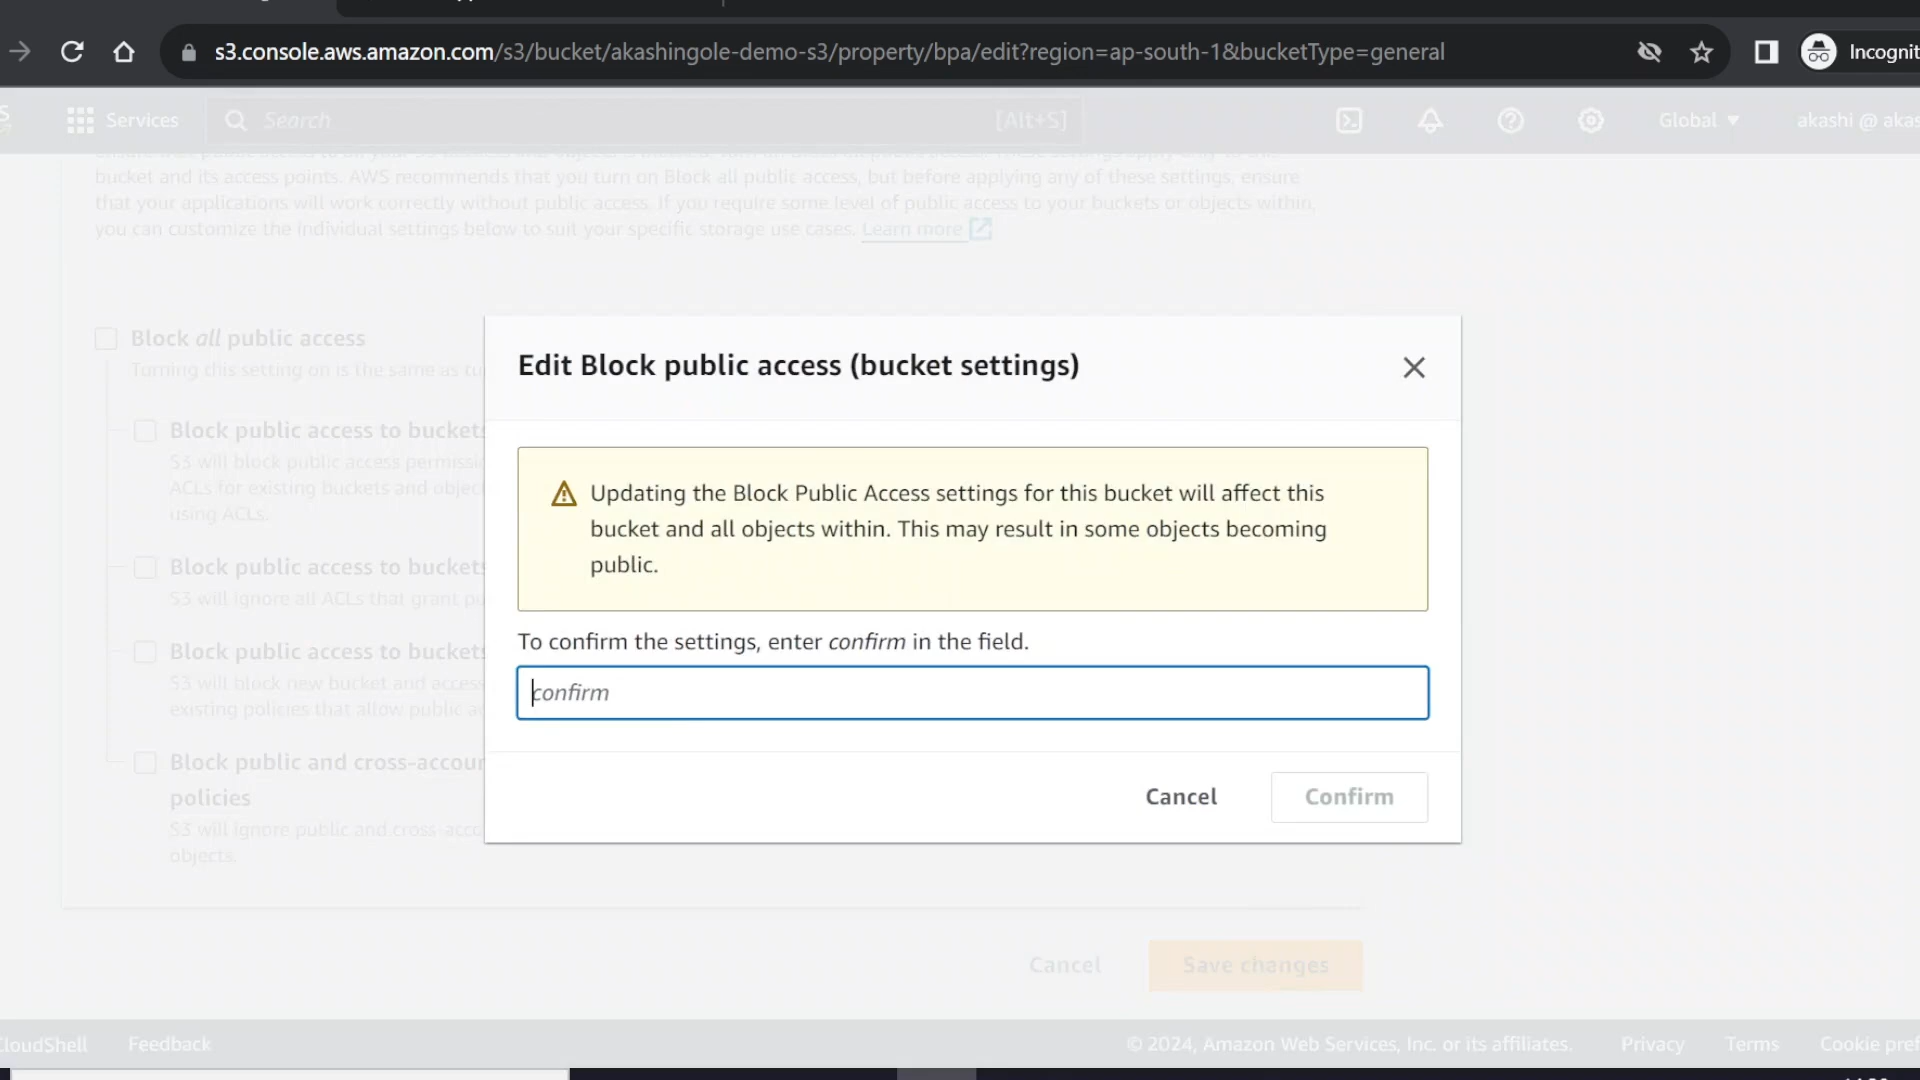 s3.console.aws.amazon.com/s3/bucket/akashingole-demo-s3/property/bpa/edit?region=ap-south-1&bucketType=general
Incognit
Services
Search
[Alt+S]
Global
akashi @ akas
bucket and its access points. AWS recommends that you turn on Block all public access, but before applying any of these settings, ensure
that your applications will work correctly without public access. If you require some level of public access to your buckets or objects within,
you can customize the individual settings below to suit your specific storage use cases. Learn more
Block all public access
Turning this setting on is the same as tu
Block public access to buckets
S3 will block public access permissi
ACLs for existing buckets and objec
using ACLs.
Block public access to buckets
S3 will ignore all ACLs that grant pu
Block public access to buckets
S3 will block new bucket and access
existing policies that allow public ac
Block public and cross-accour
policies
S3 will ignore public and cross-acco
objects.
Edit Block public access (bucket settings)
Updating the Block Public Access settings for this bucket will affect this
bucket and all objects within. This may result in some objects becoming
public.
To confirm the settings, enter confirm in the field.
confirm
Cancel
Confirm
Cancel
Save changes
CloudShell
Feedback
© 2024, Amazon Web Services, Inc. or its affiliates.
Privacy
Terms
Cookie pref